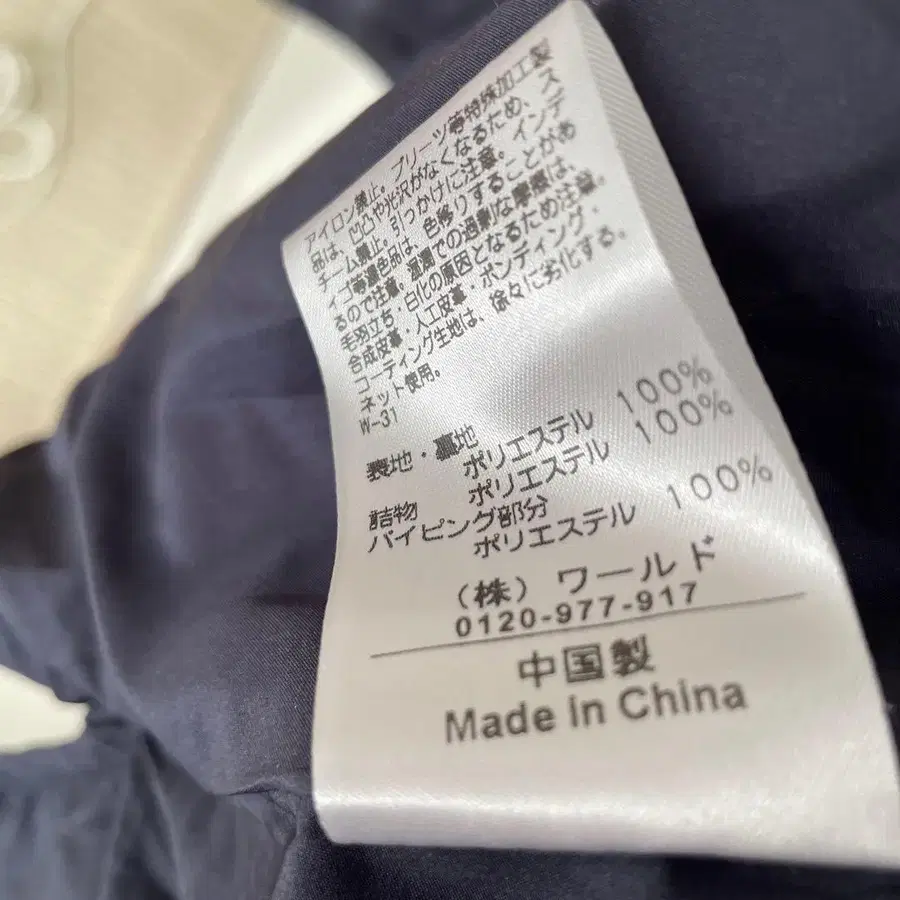 アイロン禁止。プリーツ等特殊加工製
品は、凹凸や光沢がなくなるため、ス
チーム禁止。引っかけに注意。インデ
ィゴ等濃色品は、色移りすることがあ
るので注意。湿潤での過剰な摩擦は、
毛羽立ち・白化の原因となるため注意。
合成皮革・人工皮革・ボンディング・
コーティング生地は、徐々に劣化する。
ネット使用。
W-31
表地・裏地
ポリエステル 100%
詰物
ポリエステル 100%
パイピング部分
ポリエステル 100%
(株) ワールド
0120-977-917
中国製
Made in China